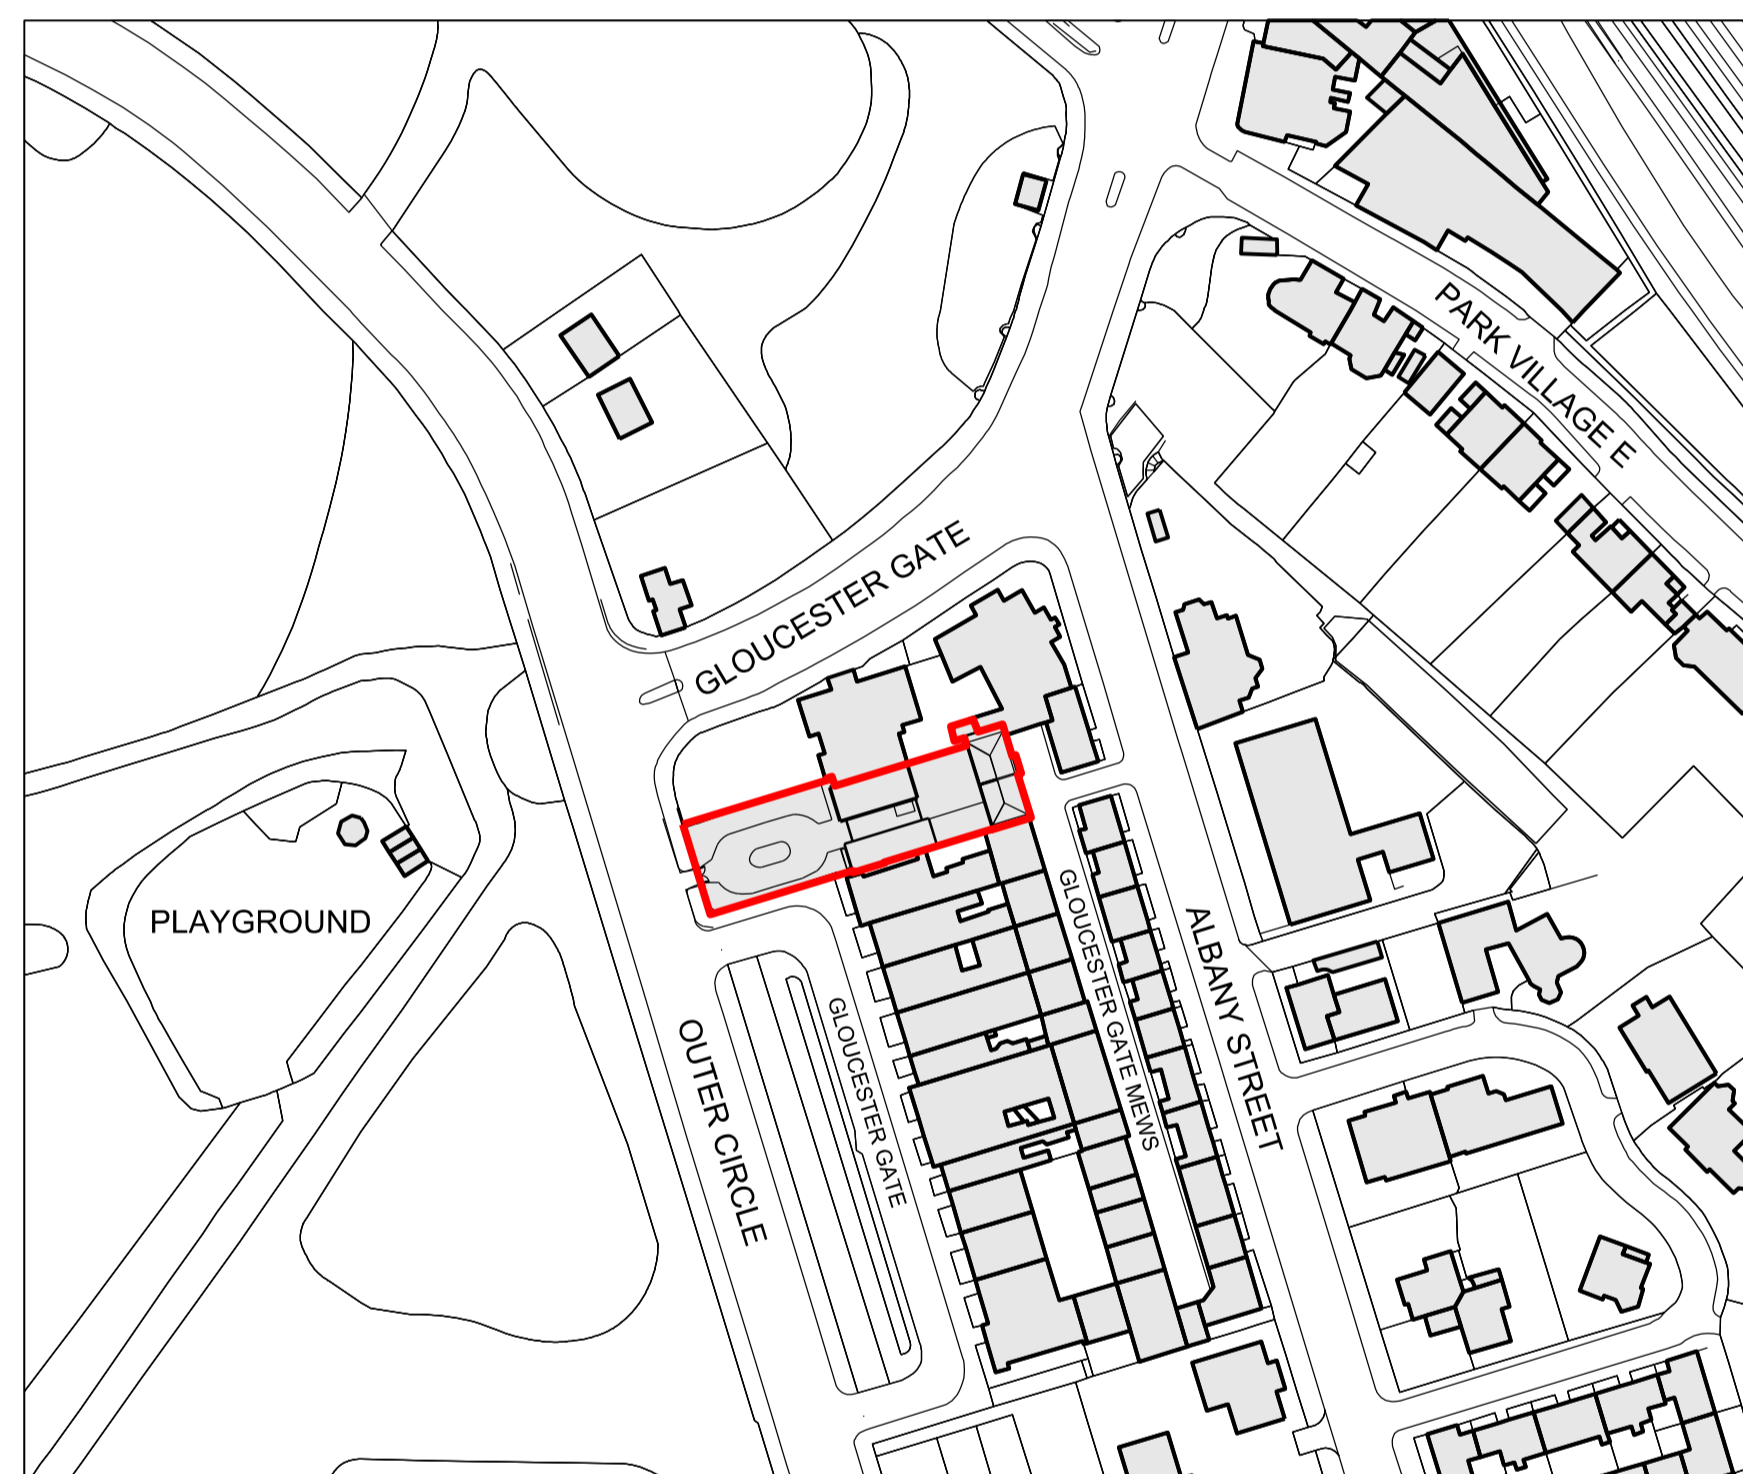 PARK VILLAGE E
GLOUCESTER GATE
PLAYGROUND
OUTER CIRCLE
GLOUCESTER GATE
GLOUCESTER GATE MEWS
ALBANY STREET